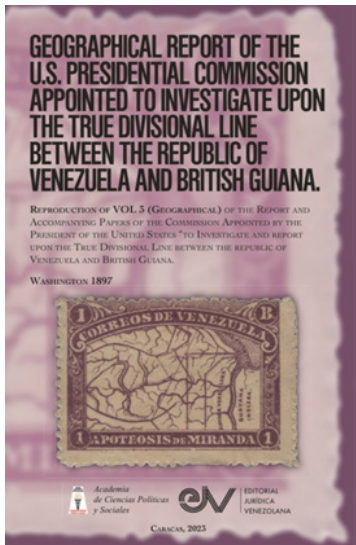 GEOGRAPHICAL REPORT OF THE
U.S. PRESIDENTIAL COMMISSION
APPOINTED TO INVESTIGATE UPON
THE TRUE DIVISIONAL LINE
BETWEEN THE REPUBLIC OF
VENEZUELA AND BRITISH GUIANA.
Reproduction of VOL 3 (Geographical) of the Report and
Accompanying Papers of the Commission Appointed by the
President of the United States "to Investigate and report
upon the True Divisional Line between the republic of
Venezuela and British Guiana.
Washington 1897
1 B
CORREOS DE VENEZUELA
GUAYANA
INGLESA
1 APOTEOSIS DE MIRANDA 1
Academia
de Ciencias Políticas
y Sociales
EJV
EDITORIAL
JURÍDICA
VENEZOLANA
Caracas, 2023